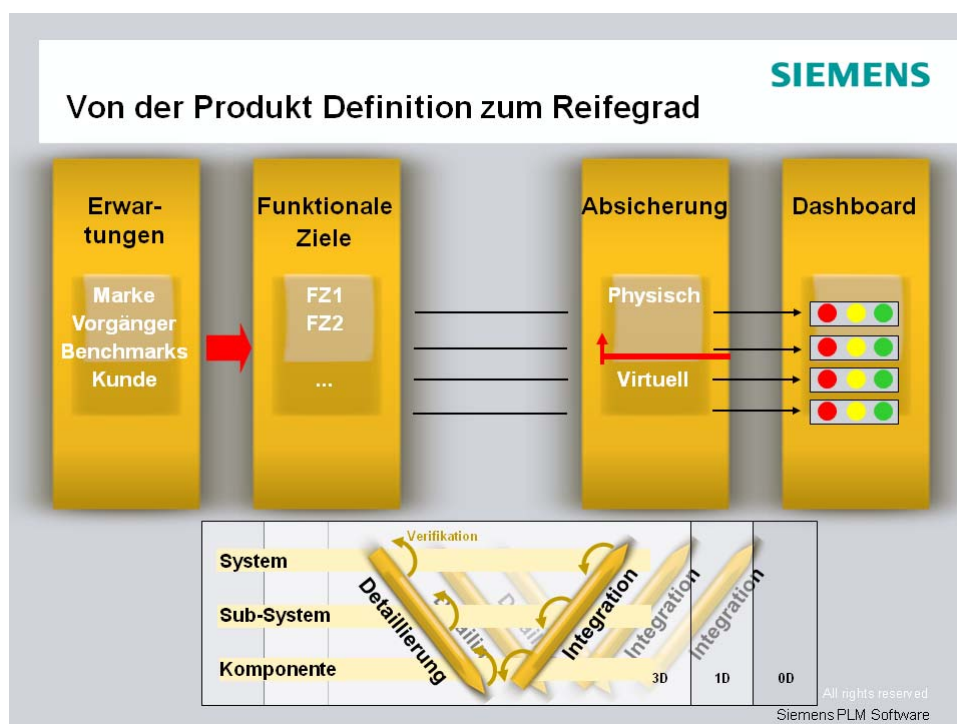 SIEMENS
Von der Produkt Definition zum Reifegrad
Erwar-
tungen
Marke
Vorgänger
Benchmarks
Kunde
Funktionale
Ziele
FZ1
FZ2
...
Absicherung
Physisch
Virtuell
Dashboard
Verifikation
System
Sub-System
Komponente
Detaillierung
Integration
Integration
Integration
3D
1D
0D
All rights reserved
Siemens PLM Software